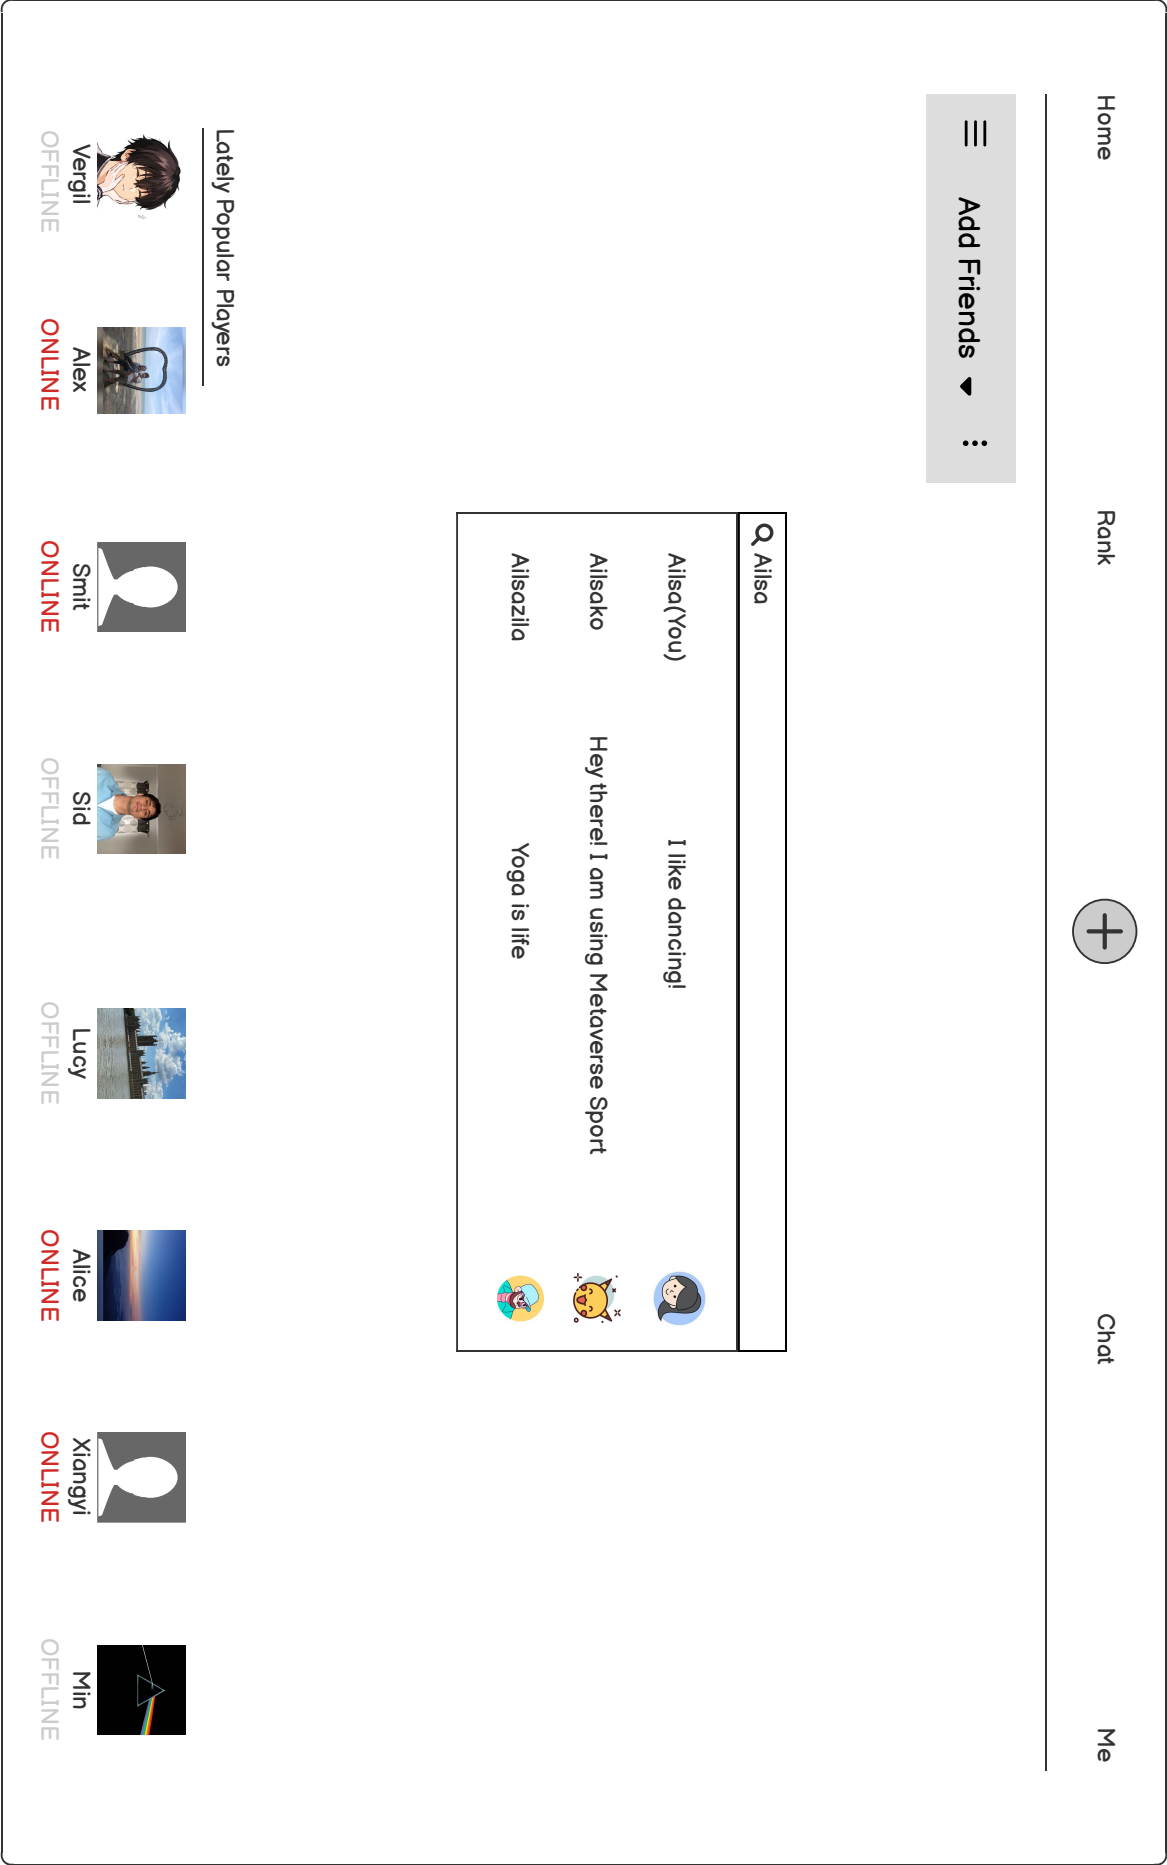 Home Rank Chat Me
Add Friends
Ailsa
Ailsa(You) I like dancing!
Ailsako Hey there! I am using Metaverse Sport
Ailsazila Yoga is life
Lately Popular Players
Vergil Alex Smit Sid Lucy Alice Xiangyi Min
OFFLINE ONLINE ONLINE OFFLINE OFFLINE ONLINE ONLINE OFFLINE